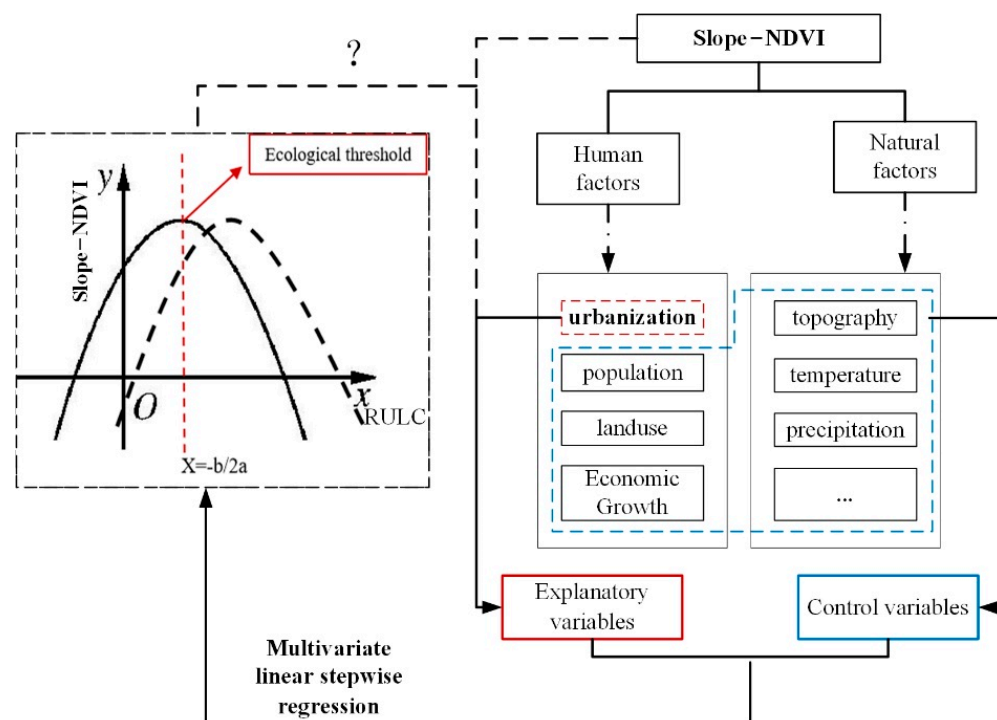 Slope-NDVI
?
Human
factors
Natural
factors
Ecological threshold
y
Slope-NDVI
O
x
RULC
X=-b/2a
urbanization
population
landuse
Economic
Growth
topography
temperature
precipitation
...
Explanatory
variables
Control variables
Multivariate
linear stepwise
regression